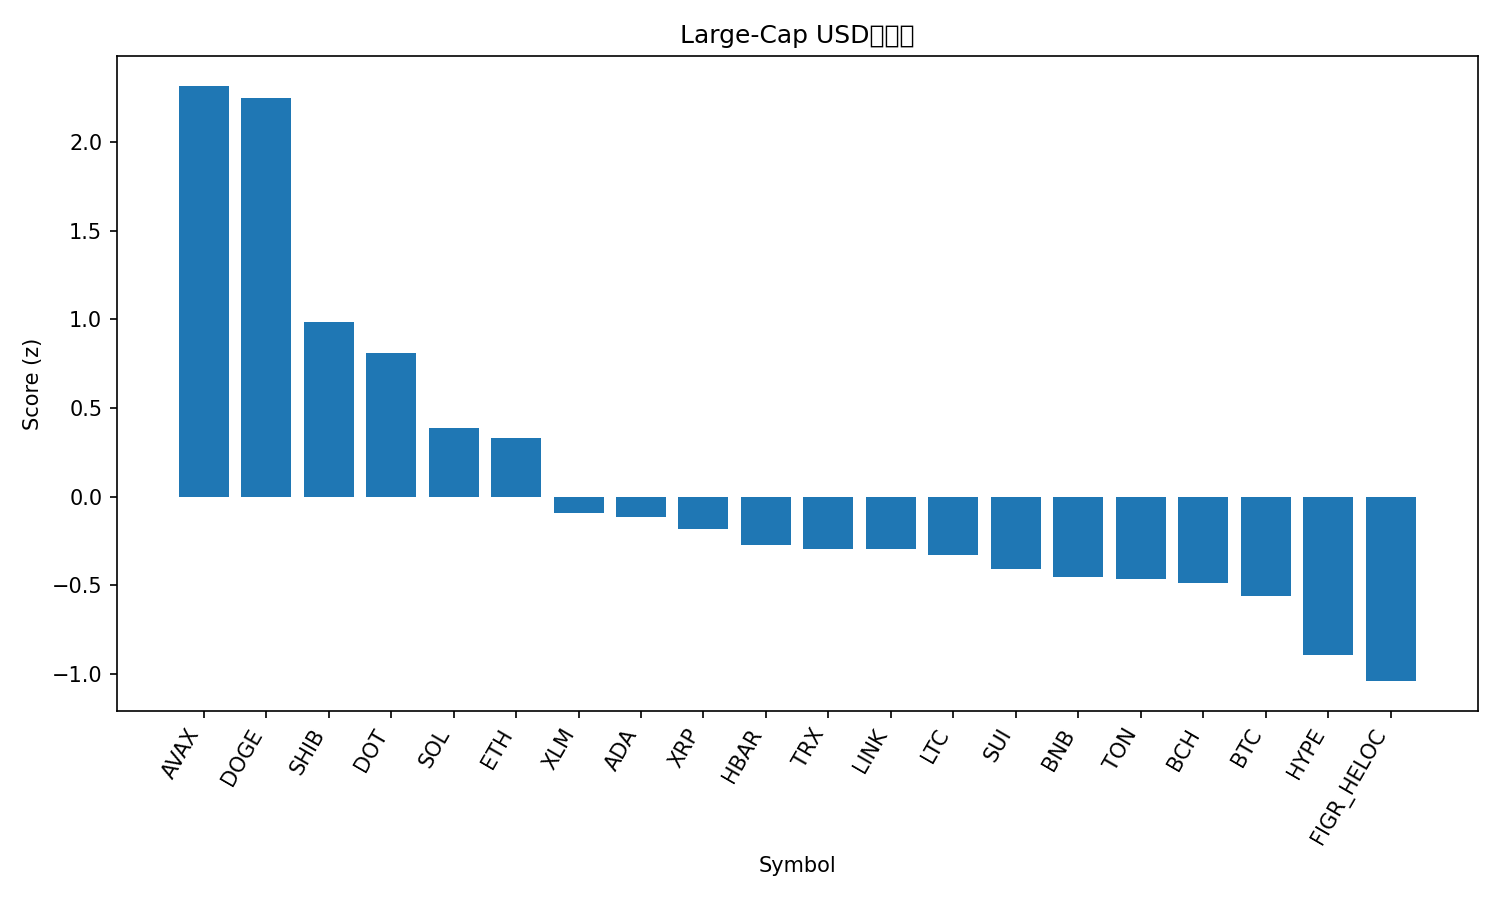 Large-Cap USD
Score (z)
2.0
1.5
1.0
0.5
0.0
−0.5
−1.0
AVAX
DOGE
SHIB
DOT
SOL
ETH
XLM
ADA
XRP
HBAR
TRX
LINK
LTC
SUI
BNB
TON
BCH
BTC
HYPE
FIGR_HELOC
Symbol